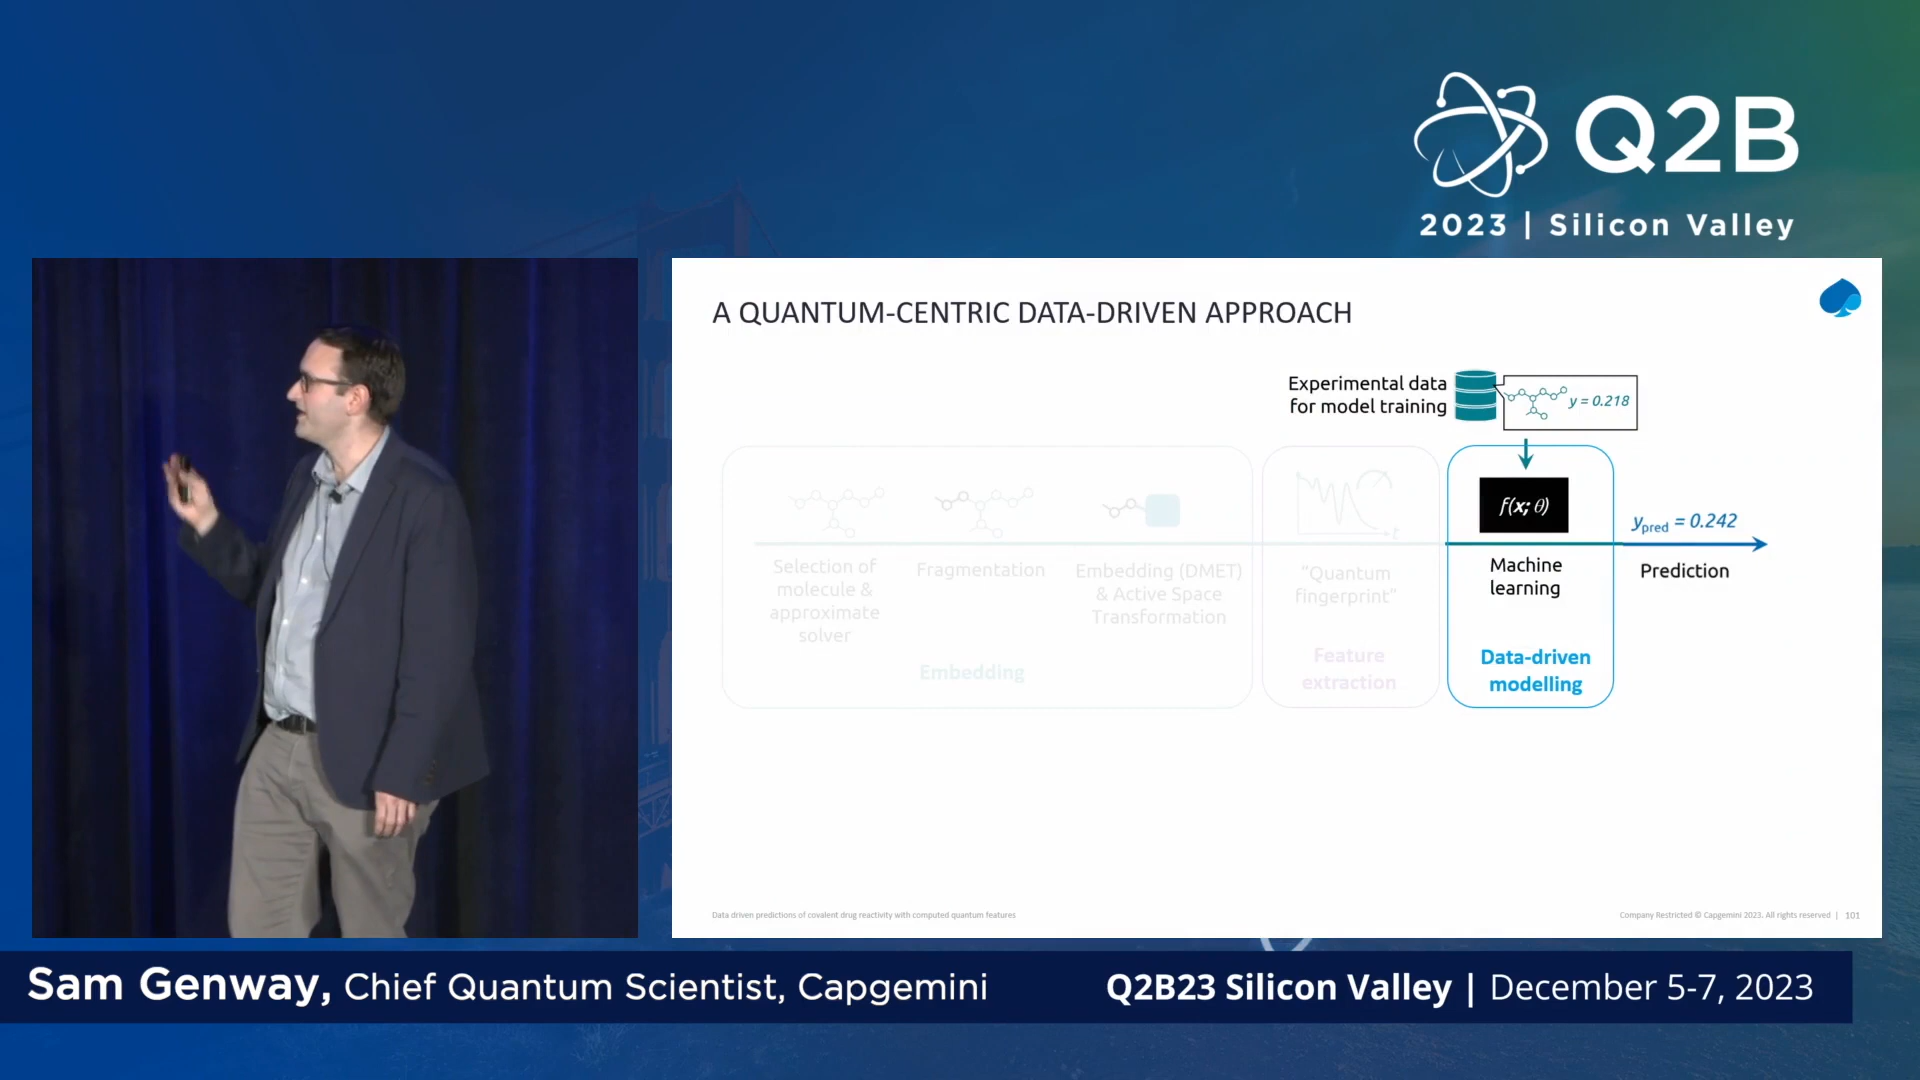 Q2B
2023 | Silicon Valley
A QUANTUM-CENTRIC DATA-DRIVEN APPROACH
Experimental data
for model training
y = 0.218
f(x; θ)
y pred = 0.242
Selection of
molecule &
approximate
solver
Fragmentation
Embedding (DMET)
& Active Space
Transformation
Embedding
t
"Quantum
fingerprint"
Feature
extraction
Machine
learning
Data-driven
modelling
Prediction
Data driven predictions of covalent drug reactivity with computed quantum features
Company Restricted © Capgemini 2023. All rights reserved | 101
Sam Genway, Chief Quantum Scientist, Capgemini
Q2B23 Silicon Valley | December 5-7, 2023